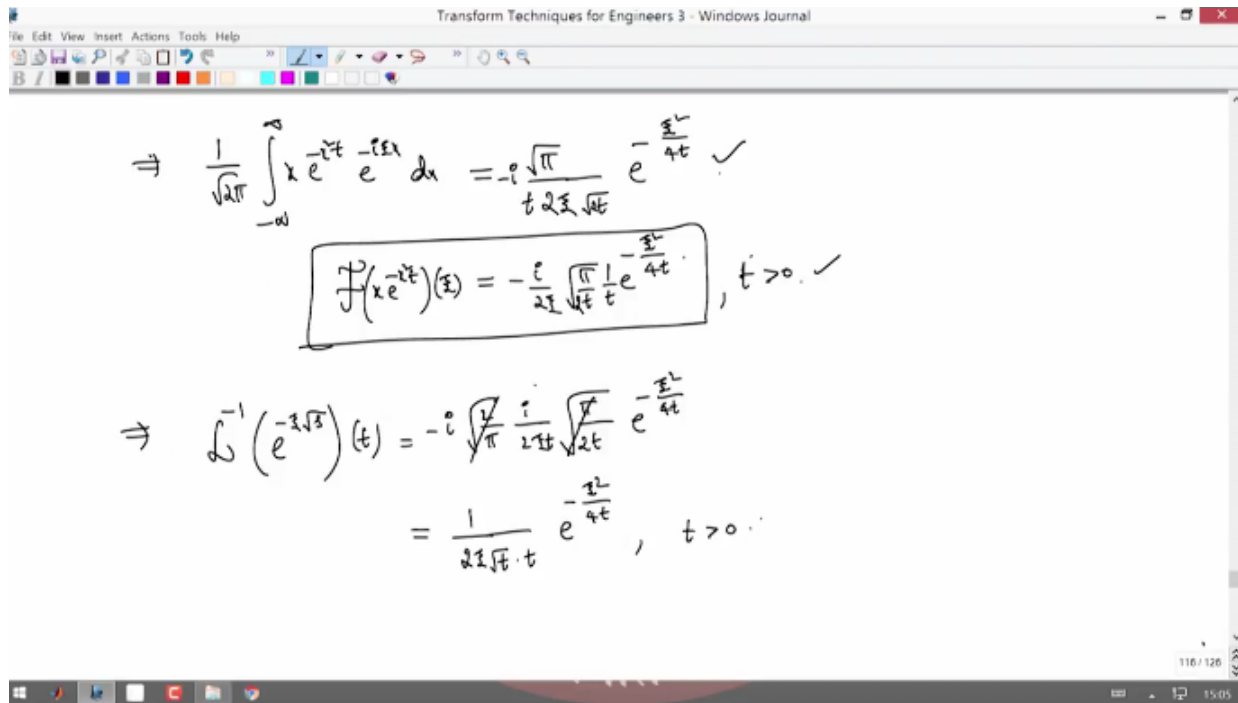 Transform Techniques for Engineers 3 - Windows Journal
File Edit View Insert Actions Tools Help
B I
⇒ 1/√2π ∫_{-∞}^{∞} x e^{-x²t} e^{-iξx} dx = -i √π / (t 2ξ √2t) e^{-ξ²/4t} ✓
F(x e^{-x²t})(ξ) = -i/2ξ √(π/2t) 1/t e^{-ξ²/4t}, t > 0. ✓
⇒ L^{-1}(e^{-ξ√s})(t) = -i √(2/π) i/(2ξt) √(π/2t) e^{-ξ²/4t}
= 1/(2ξ√t · t) e^{-ξ²/4t}, t > 0.
116 / 126
15:05